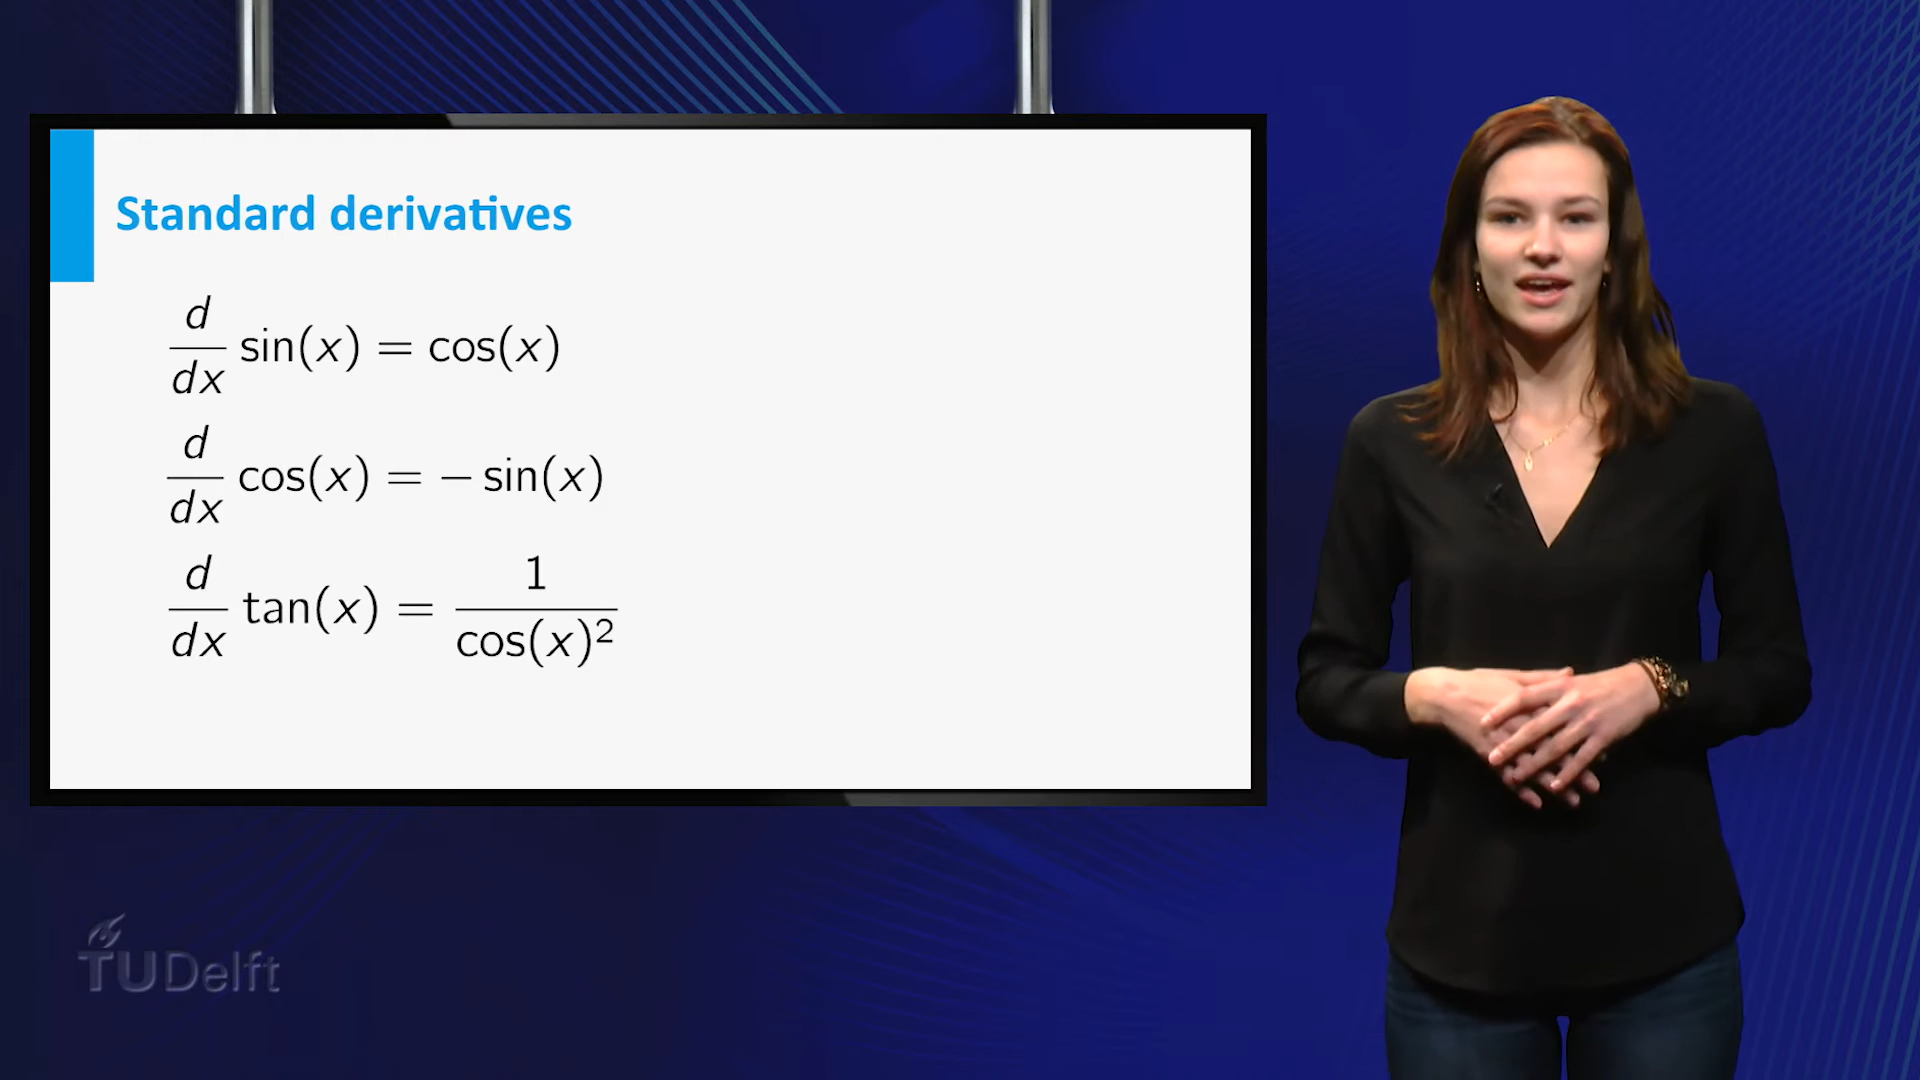 Standard derivatives
d/dx sin(x) = cos(x)
d/dx cos(x) = − sin(x)
d/dx tan(x) = 1/cos(x)²
TUDelft